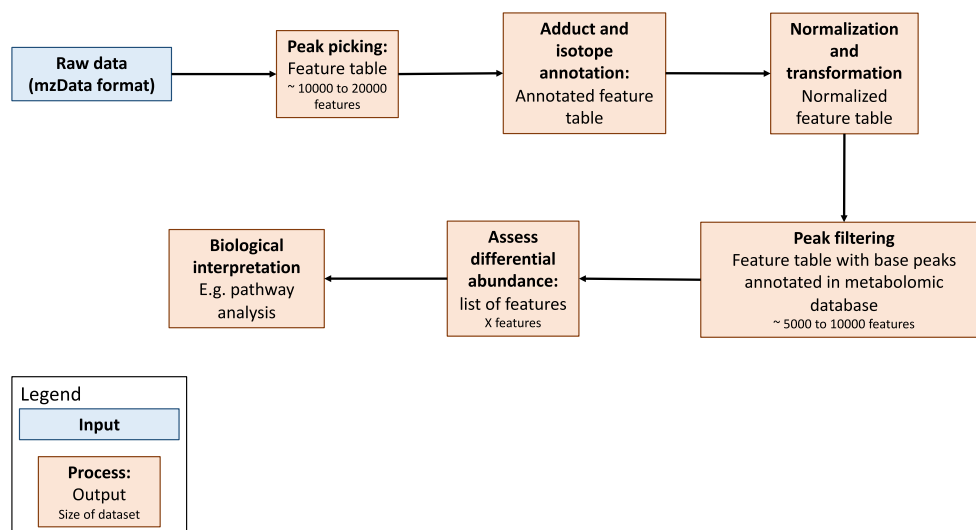 Raw data
(mzData format)
Peak picking:
Feature table
~ 10000 to 20000
features
Adduct and
isotope
annotation:
Annotated feature
table
Normalization
and
transformation
Normalized
feature table
Peak filtering
Feature table with base peaks
annotated in metabolomic
database
~ 5000 to 10000 features
Assess
differential
abundance:
list of features
X features
Biological
interpretation
E.g. pathway
analysis
Legend
Input
Process:
Output
Size of dataset